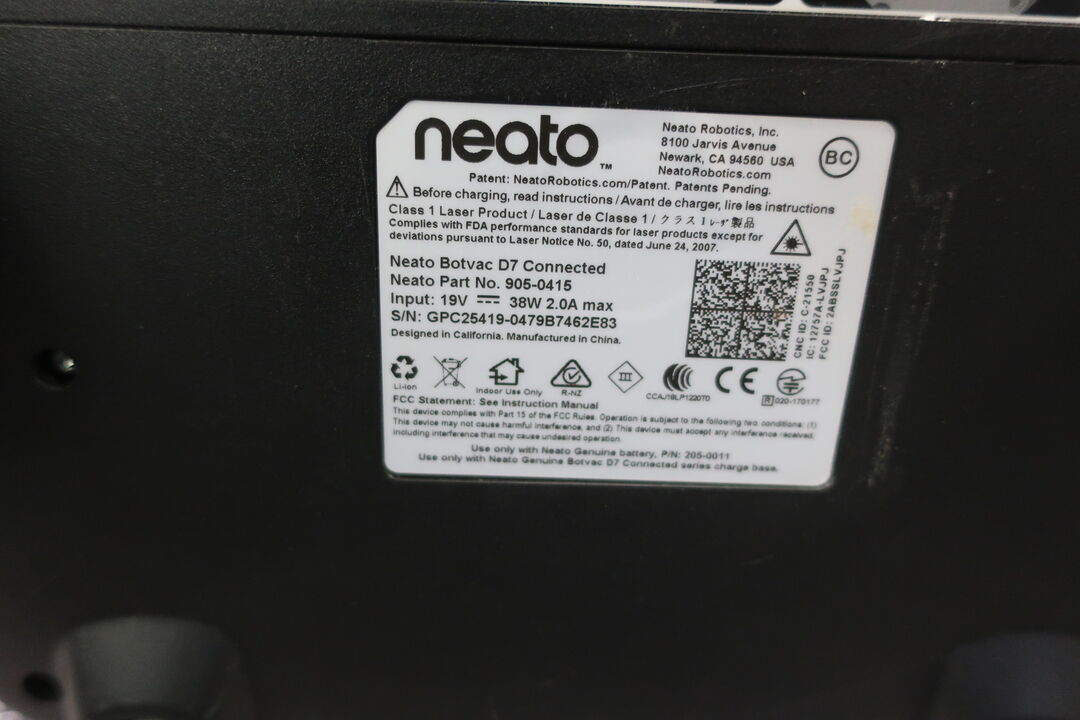 neato™
Neato Robotics, Inc.
8100 Jarvis Avenue
Newark, CA 94560 USA
NeatoRobotics.com
BC
Patent: NeatoRobotics.com/Patent. Patents Pending.
Before charging, read instructions / Avant de charger, lire les instructions
Class 1 Laser Product / Laser de Classe 1 / クラス 1 レーザ製品
Complies with FDA performance standards for laser products except for
deviations pursuant to Laser Notice No. 50, dated June 24, 2007.
Neato Botvac D7 Connected
Neato Part No. 905-0415
Input: 19V 38W 2.0A max
S/N: GPC25419-0479B7462E83
Designed in California. Manufactured in China.
CNC ID: C-21550
IC: 12757A-LVJPJ
FCC ID: 2ABSSLVJPJ
Li-ion
Indoor Use Only
R-NZ
III
CCAJ18LP1220T0
CE
R 020-170177
FCC Statement: See Instruction Manual
This device complies with Part 15 of the FCC Rules. Operation is subject to the following two conditions: (1)
This device may not cause harmful interference, and (2) This device must accept any interference received,
including interference that may cause undesired operation.
Use only with Neato Genuine battery, P/N: 205-0011
Use only with Neato Genuine Botvac D7 Connected series charge base.